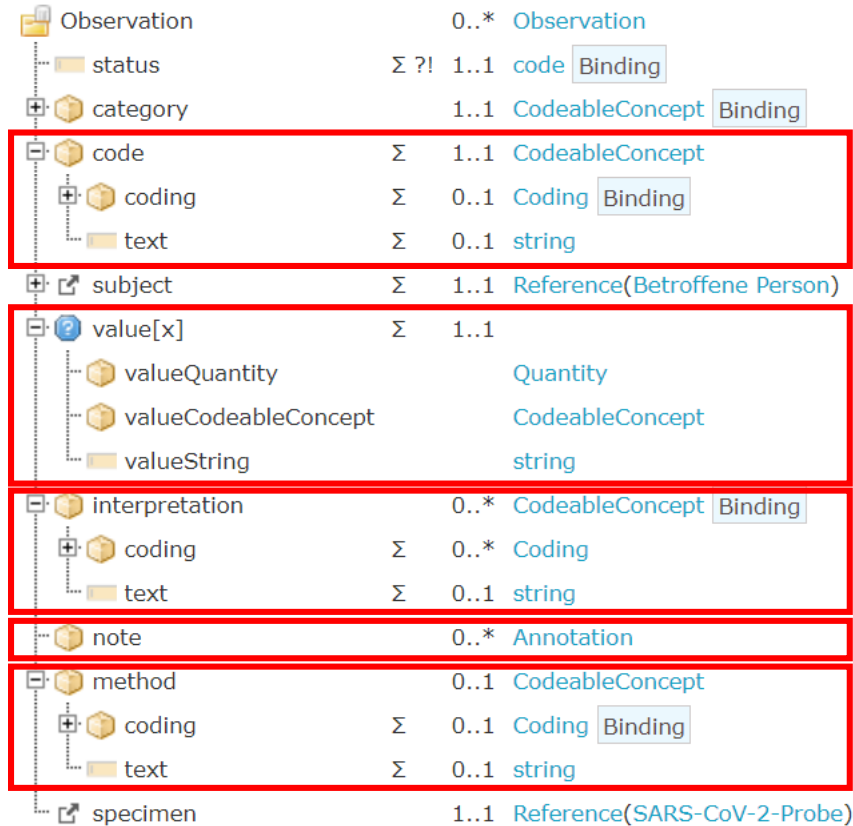 Observation 0..* Observation
status Σ ?! 1..1 code Binding
category 1..1 CodeableConcept Binding
code Σ 1..1 CodeableConcept
coding Σ 0..1 Coding Binding
text Σ 0..1 string
subject Σ 1..1 Reference(Betroffene Person)
value[x] Σ 1..1
valueQuantity Quantity
valueCodeableConcept CodeableConcept
valueString string
interpretation 0..* CodeableConcept Binding
coding Σ 0..* Coding
text Σ 0..1 string
note 0..* Annotation
method 0..1 CodeableConcept
coding Σ 0..1 Coding Binding
text Σ 0..1 string
specimen 1..1 Reference(SARS-CoV-2-Probe)